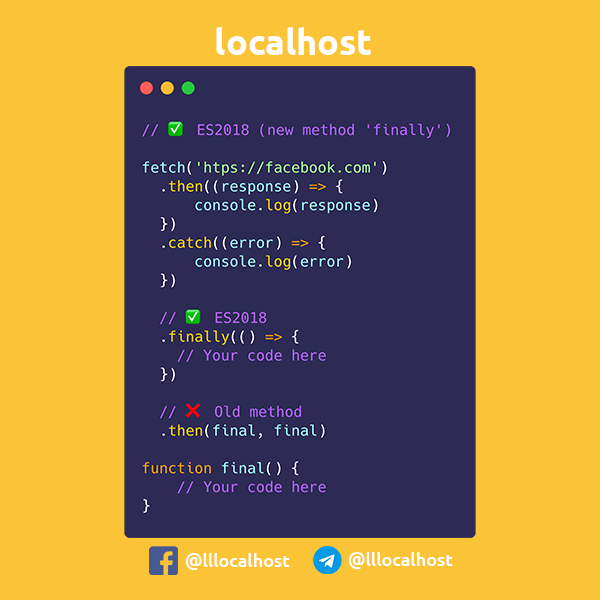 localhost
// ✅ ES2018 (new method 'finally')
fetch('htps://facebook.com')
.then((response) => {
console.log(response)
})
.catch((error) => {
console.log(error)
})
// ✅ ES2018
.finally(() => {
// Your code here
})
// ❌ Old method
.then(final, final)
function final() {
// Your code here
}
@lllocalhost @lllocalhost